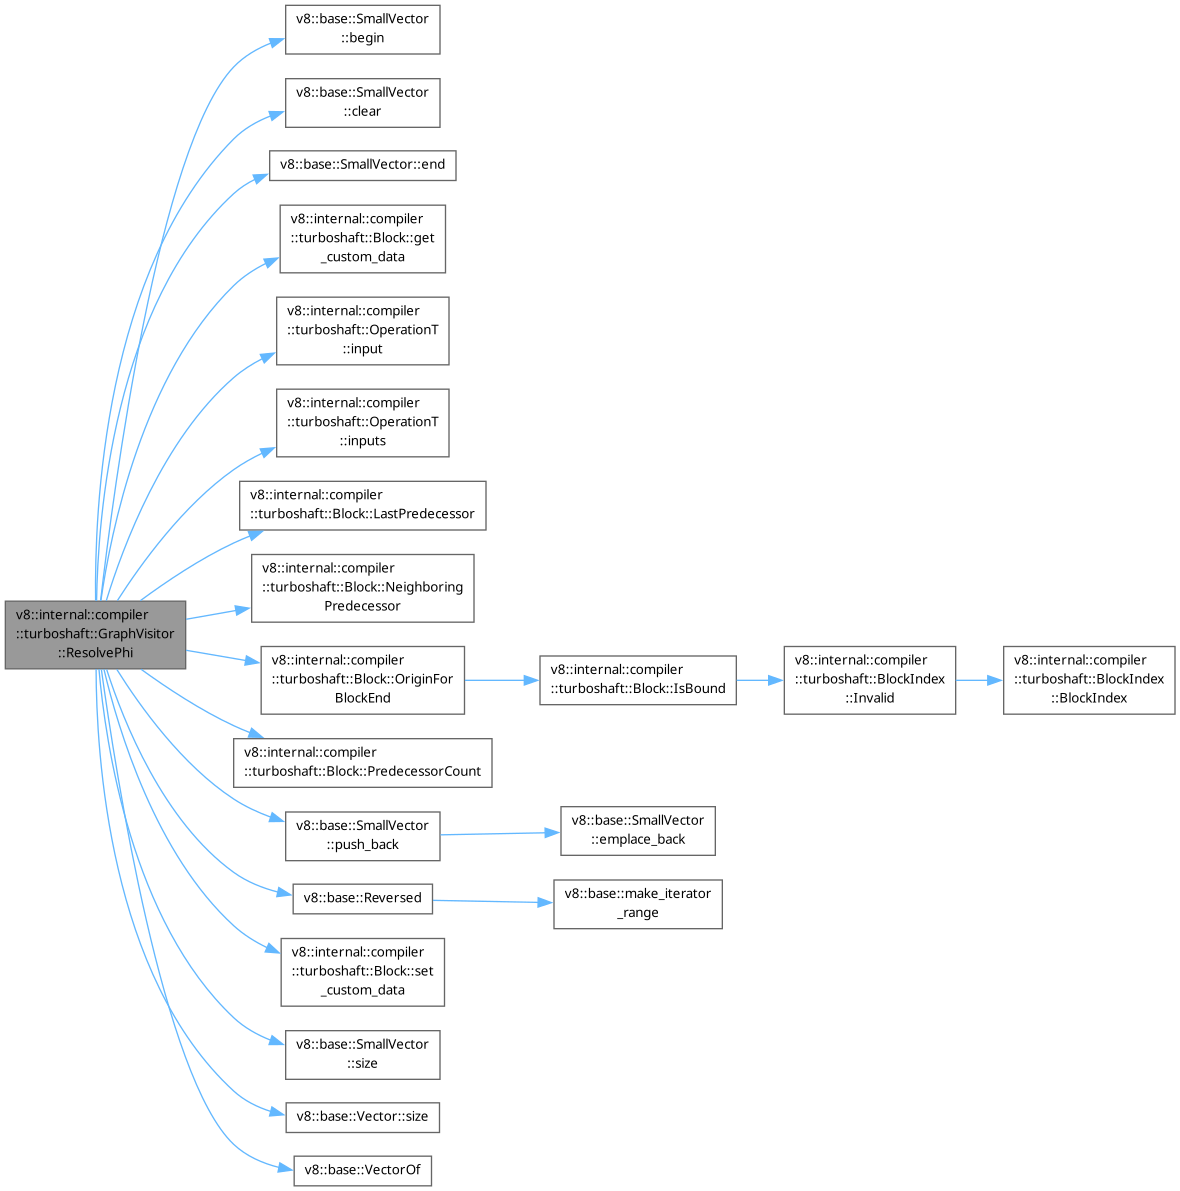 v8::base::SmallVector
::begin
v8::base::SmallVector
::clear
v8::base::SmallVector::end
v8::internal::compiler
::turboshaft::Block::get
_custom_data
v8::internal::compiler
::turboshaft::OperationT
::input
v8::internal::compiler
::turboshaft::OperationT
::inputs
v8::internal::compiler
::turboshaft::Block::LastPredecessor
v8::internal::compiler
::turboshaft::Block::Neighboring
Predecessor
v8::internal::compiler
::turboshaft::GraphVisitor
::ResolvePhi
v8::internal::compiler
::turboshaft::Block::OriginFor
BlockEnd
v8::internal::compiler
::turboshaft::Block::IsBound
v8::internal::compiler
::turboshaft::BlockIndex
::Invalid
v8::internal::compiler
::turboshaft::BlockIndex
::BlockIndex
v8::internal::compiler
::turboshaft::Block::PredecessorCount
v8::base::SmallVector
::push_back
v8::base::SmallVector
::emplace_back
v8::base::Reversed
v8::base::make_iterator
_range
v8::internal::compiler
::turboshaft::Block::set
_custom_data
v8::base::SmallVector
::size
v8::base::Vector::size
v8::base::VectorOf